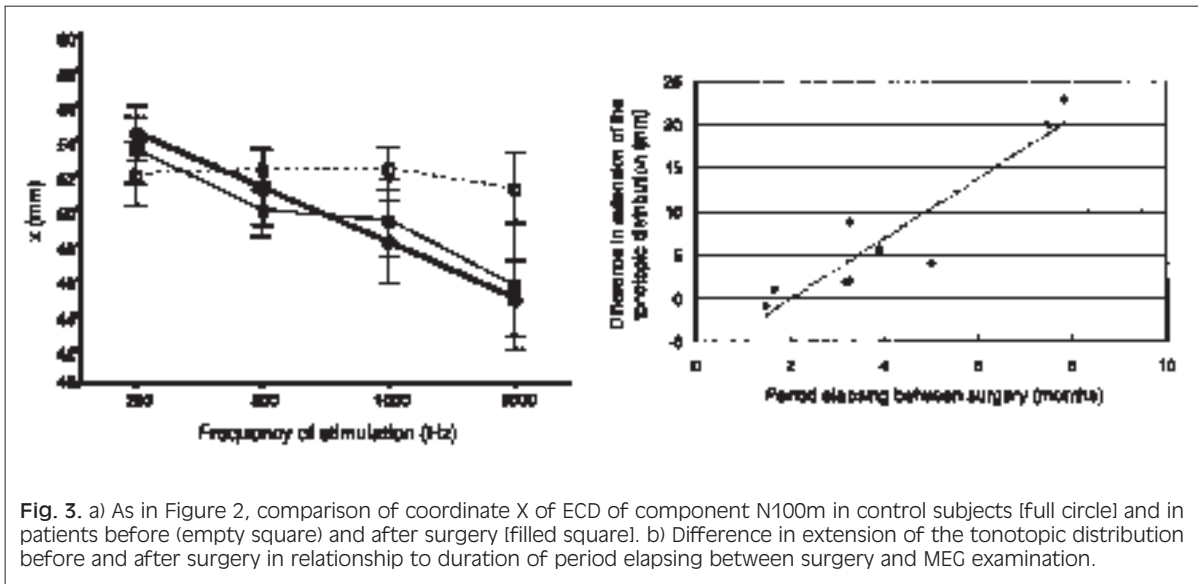 x (mm)
Frequency of stimulation (Hz)
1000
Difference in extension of the
tonotopic distribution (mm)
25
20
15
10
5
0
-5
0
2
4
6
8
10
Period elapsing between surgery (months)
Fig. 3. a) As in Figure 2, comparison of coordinate X of ECD of component N100m in control subjects [full circle] and in
patients before (empty square) and after surgery [filled square]. b) Difference in extension of the tonotopic distribution
before and after surgery in relationship to duration of period elapsing between surgery and MEG examination.